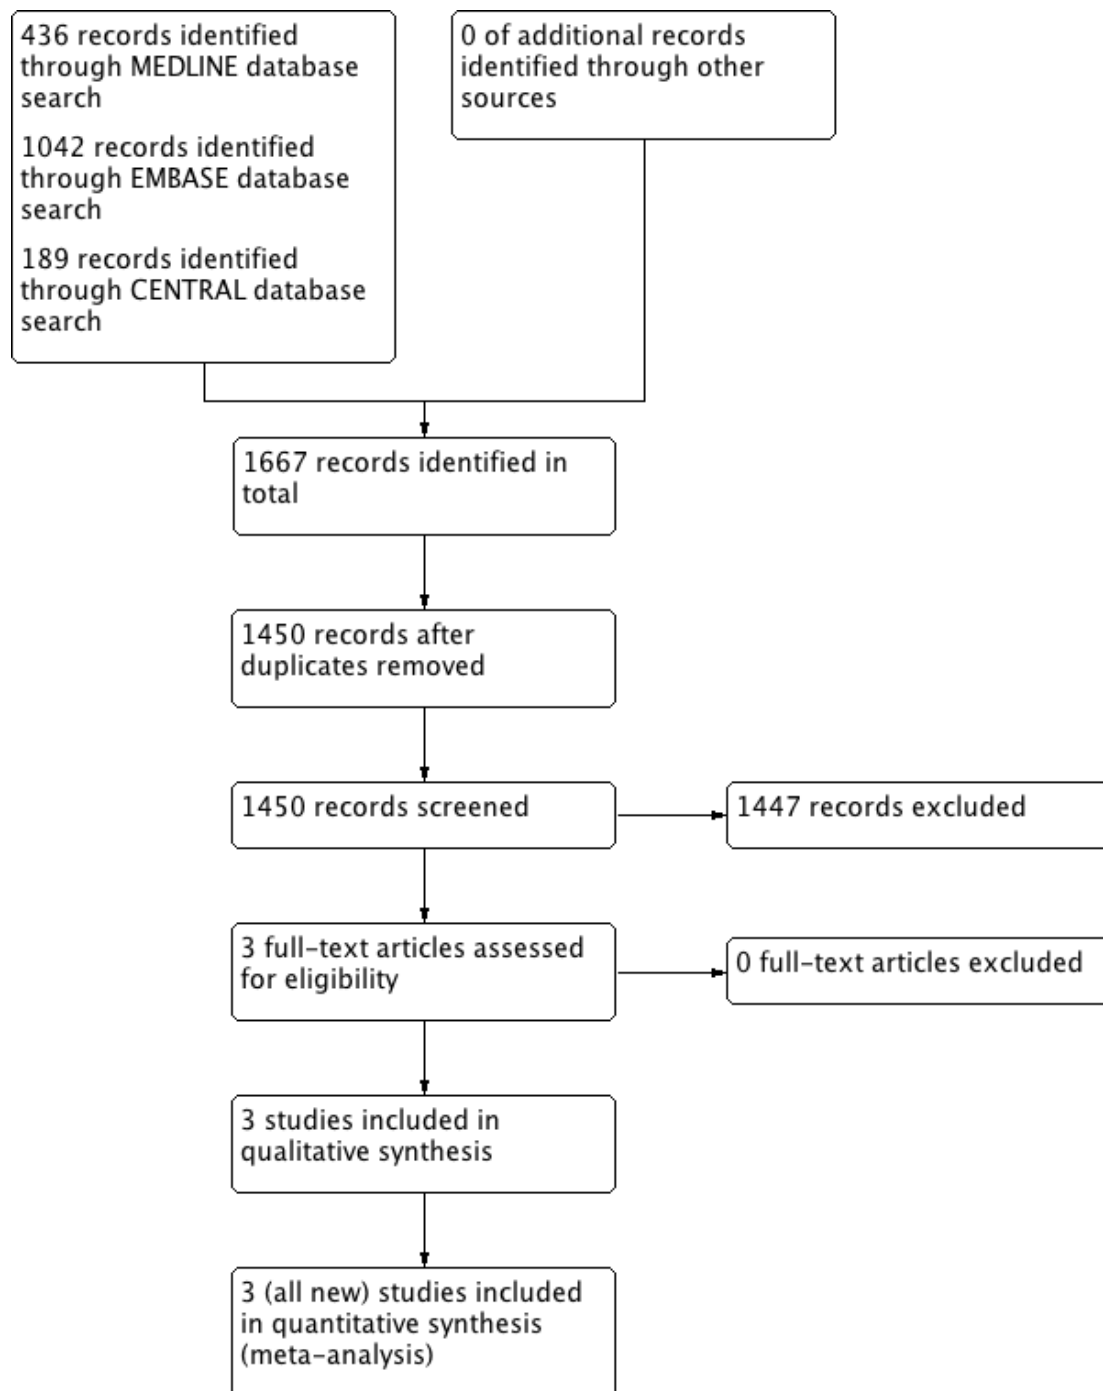 436 records identified
through MEDLINE database
search
1042 records identified
through EMBASE database
search
189 records identified
through CENTRAL database
search
0 of additional records
identified through other
sources
1667 records identified in
total
1450 records after
duplicates removed
1450 records screened
1447 records excluded
3 full-text articles assessed
for eligibility
0 full-text articles excluded
3 studies included in
qualitative synthesis
3 (all new) studies included
in quantitative synthesis
(meta-analysis)